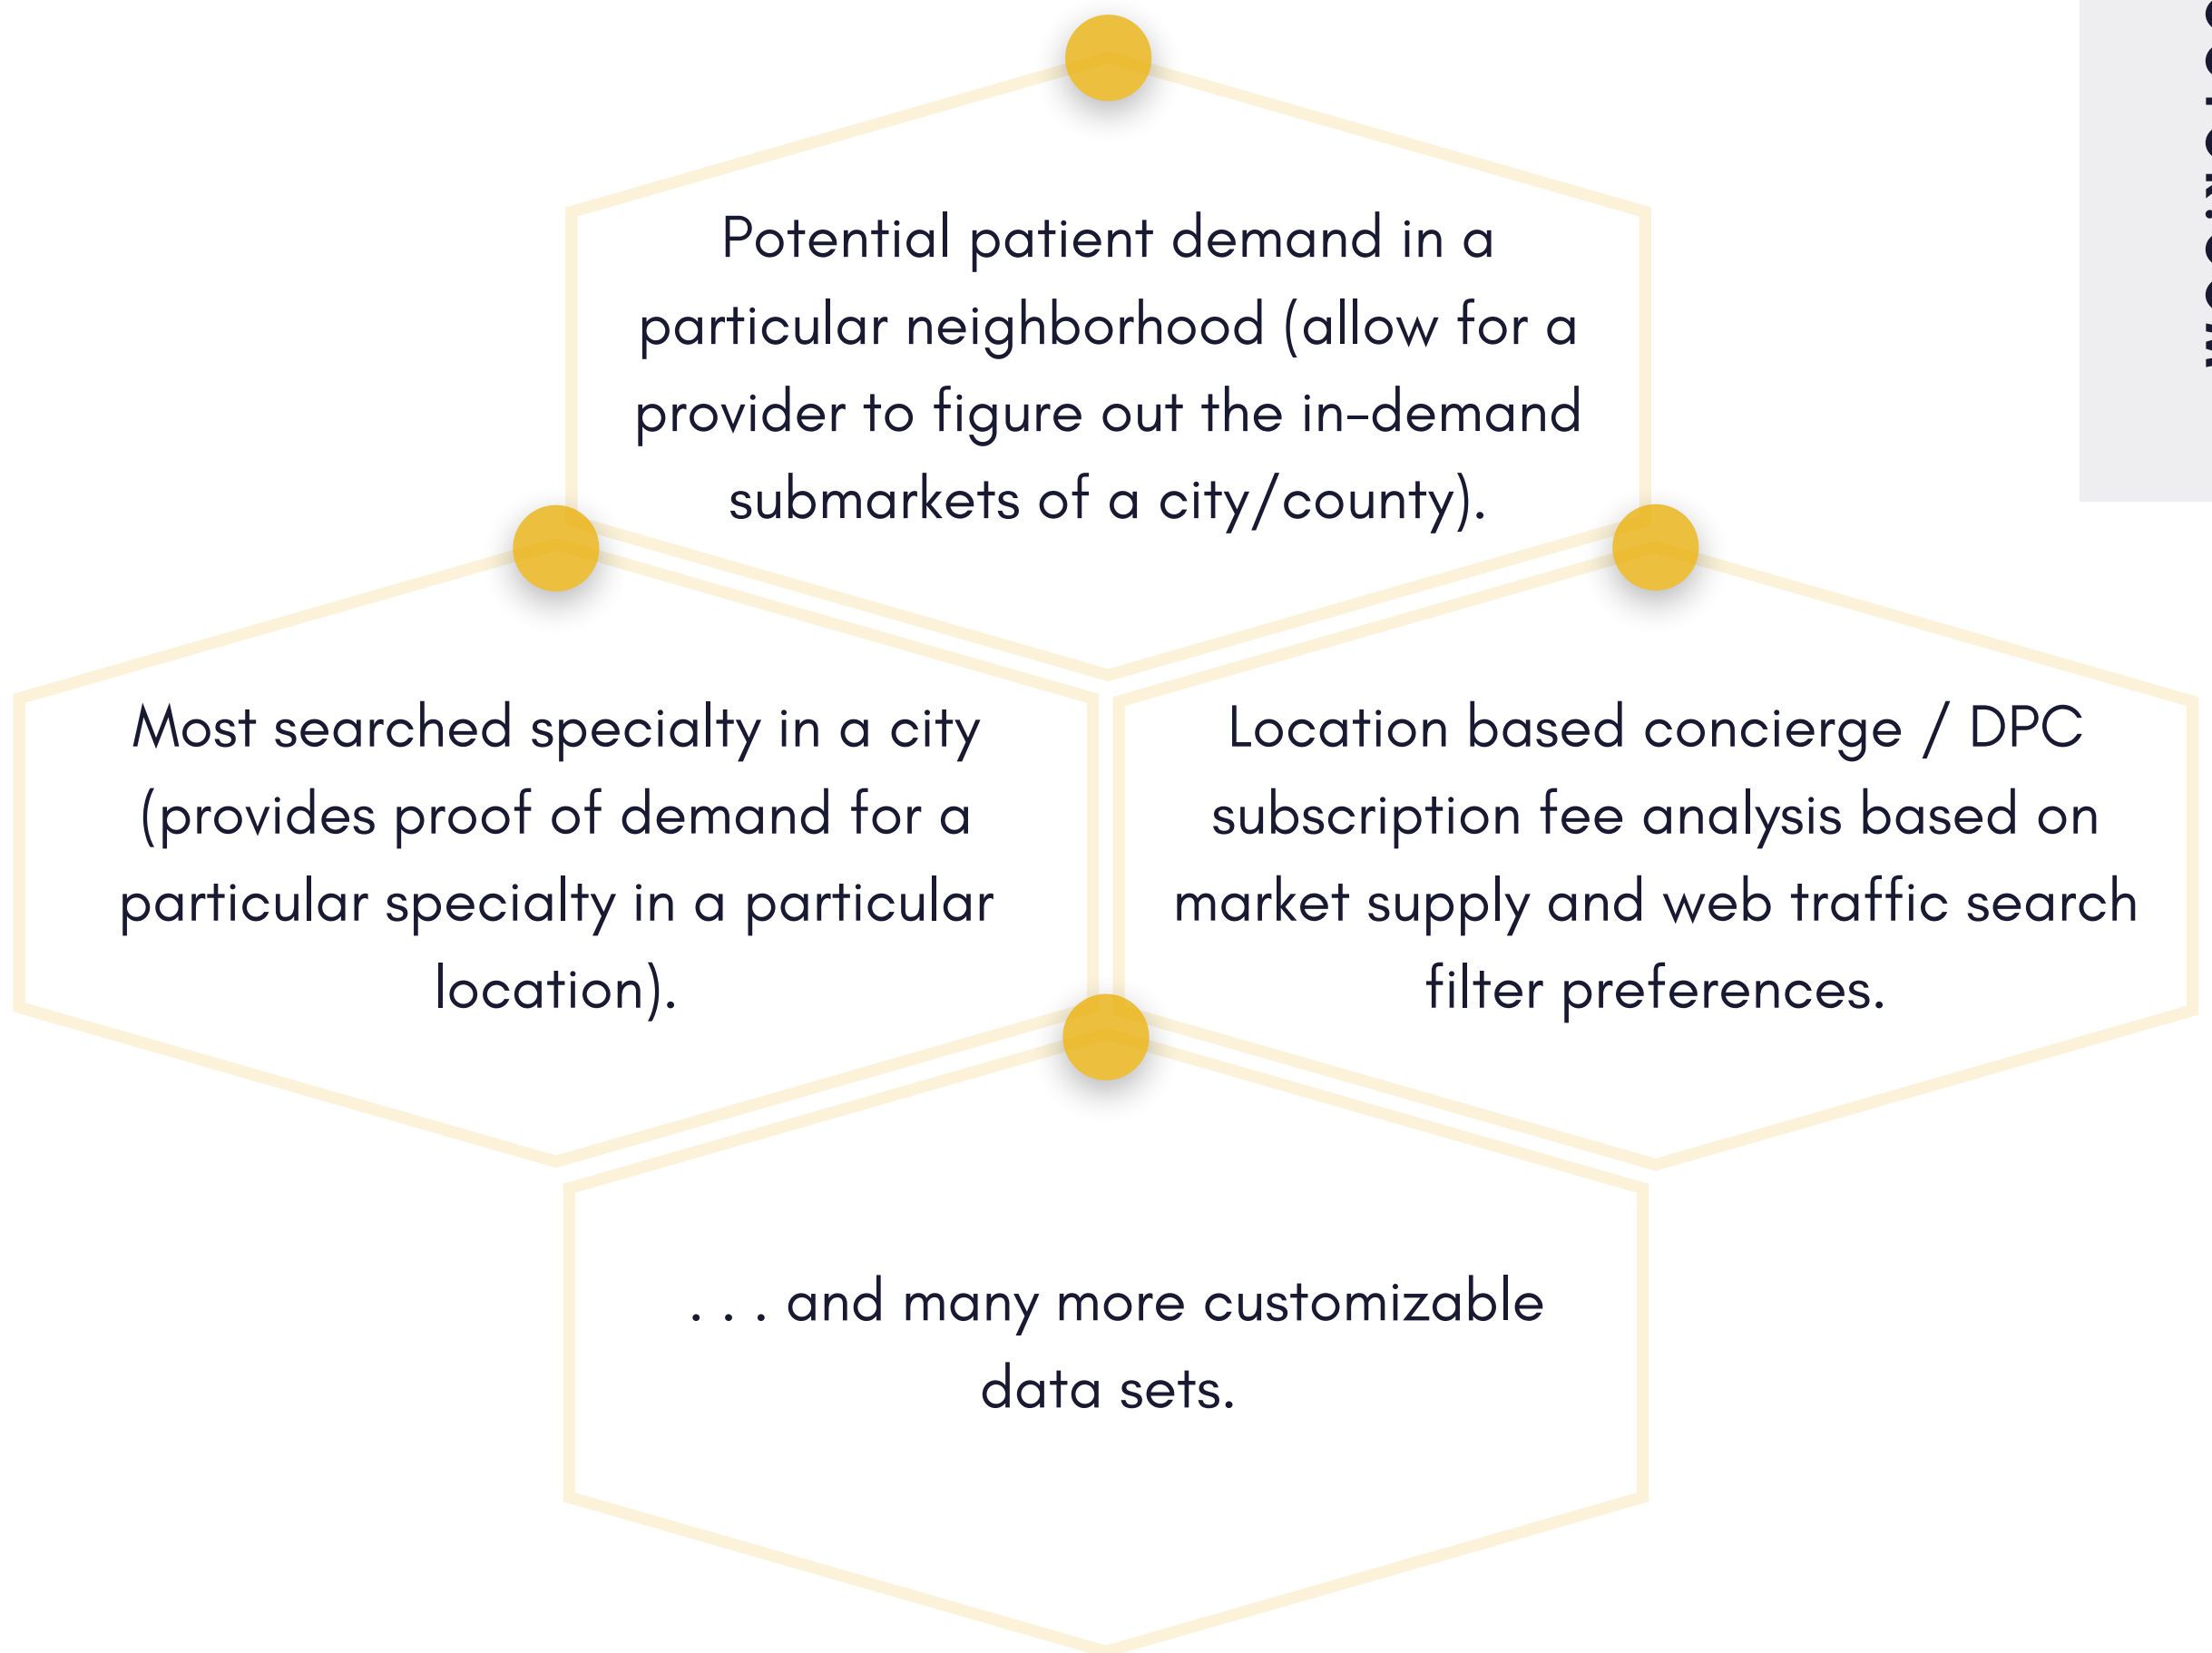 Potential patient demand in a
particular neighborhood (allow for a
provider to figure out the in-demand
submarkets of a city/county).
Most searched specialty in a city
(provides proof of demand for a
particular specialty in a particular
location).
Location based concierge / DPC
subscription fee analysis based on
market supply and web traffic search
filter preferences.
. . . and many more customizable
data sets.